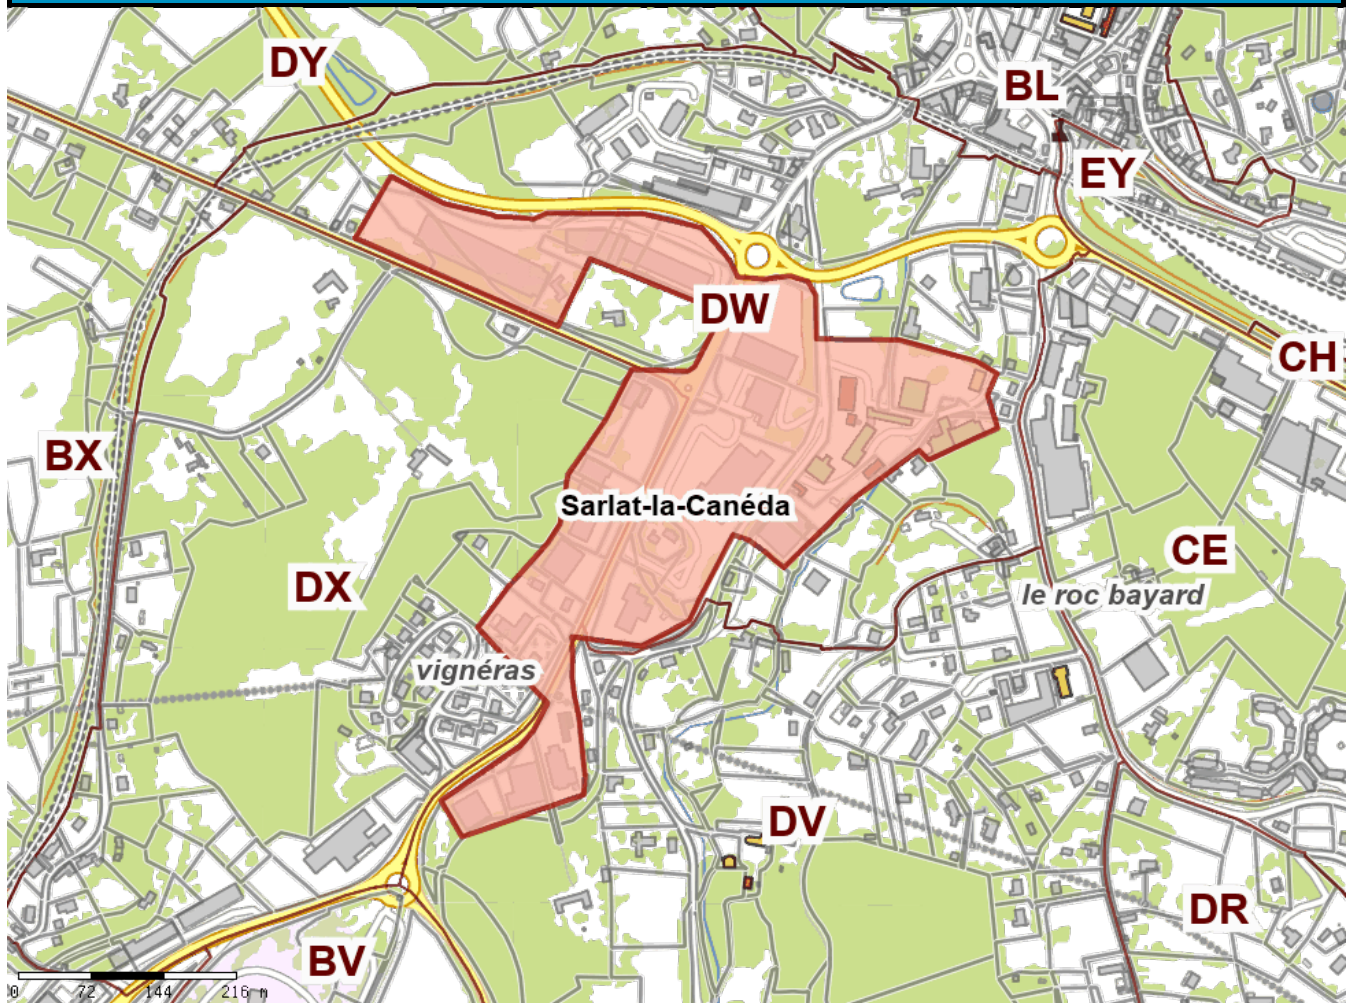 DY
BL
EY
DW
CH
BX
Sarlat-la-Canéda
CE
DX
le roc bayard
vignéras
DV
DR
BV
0 72 144 216 m